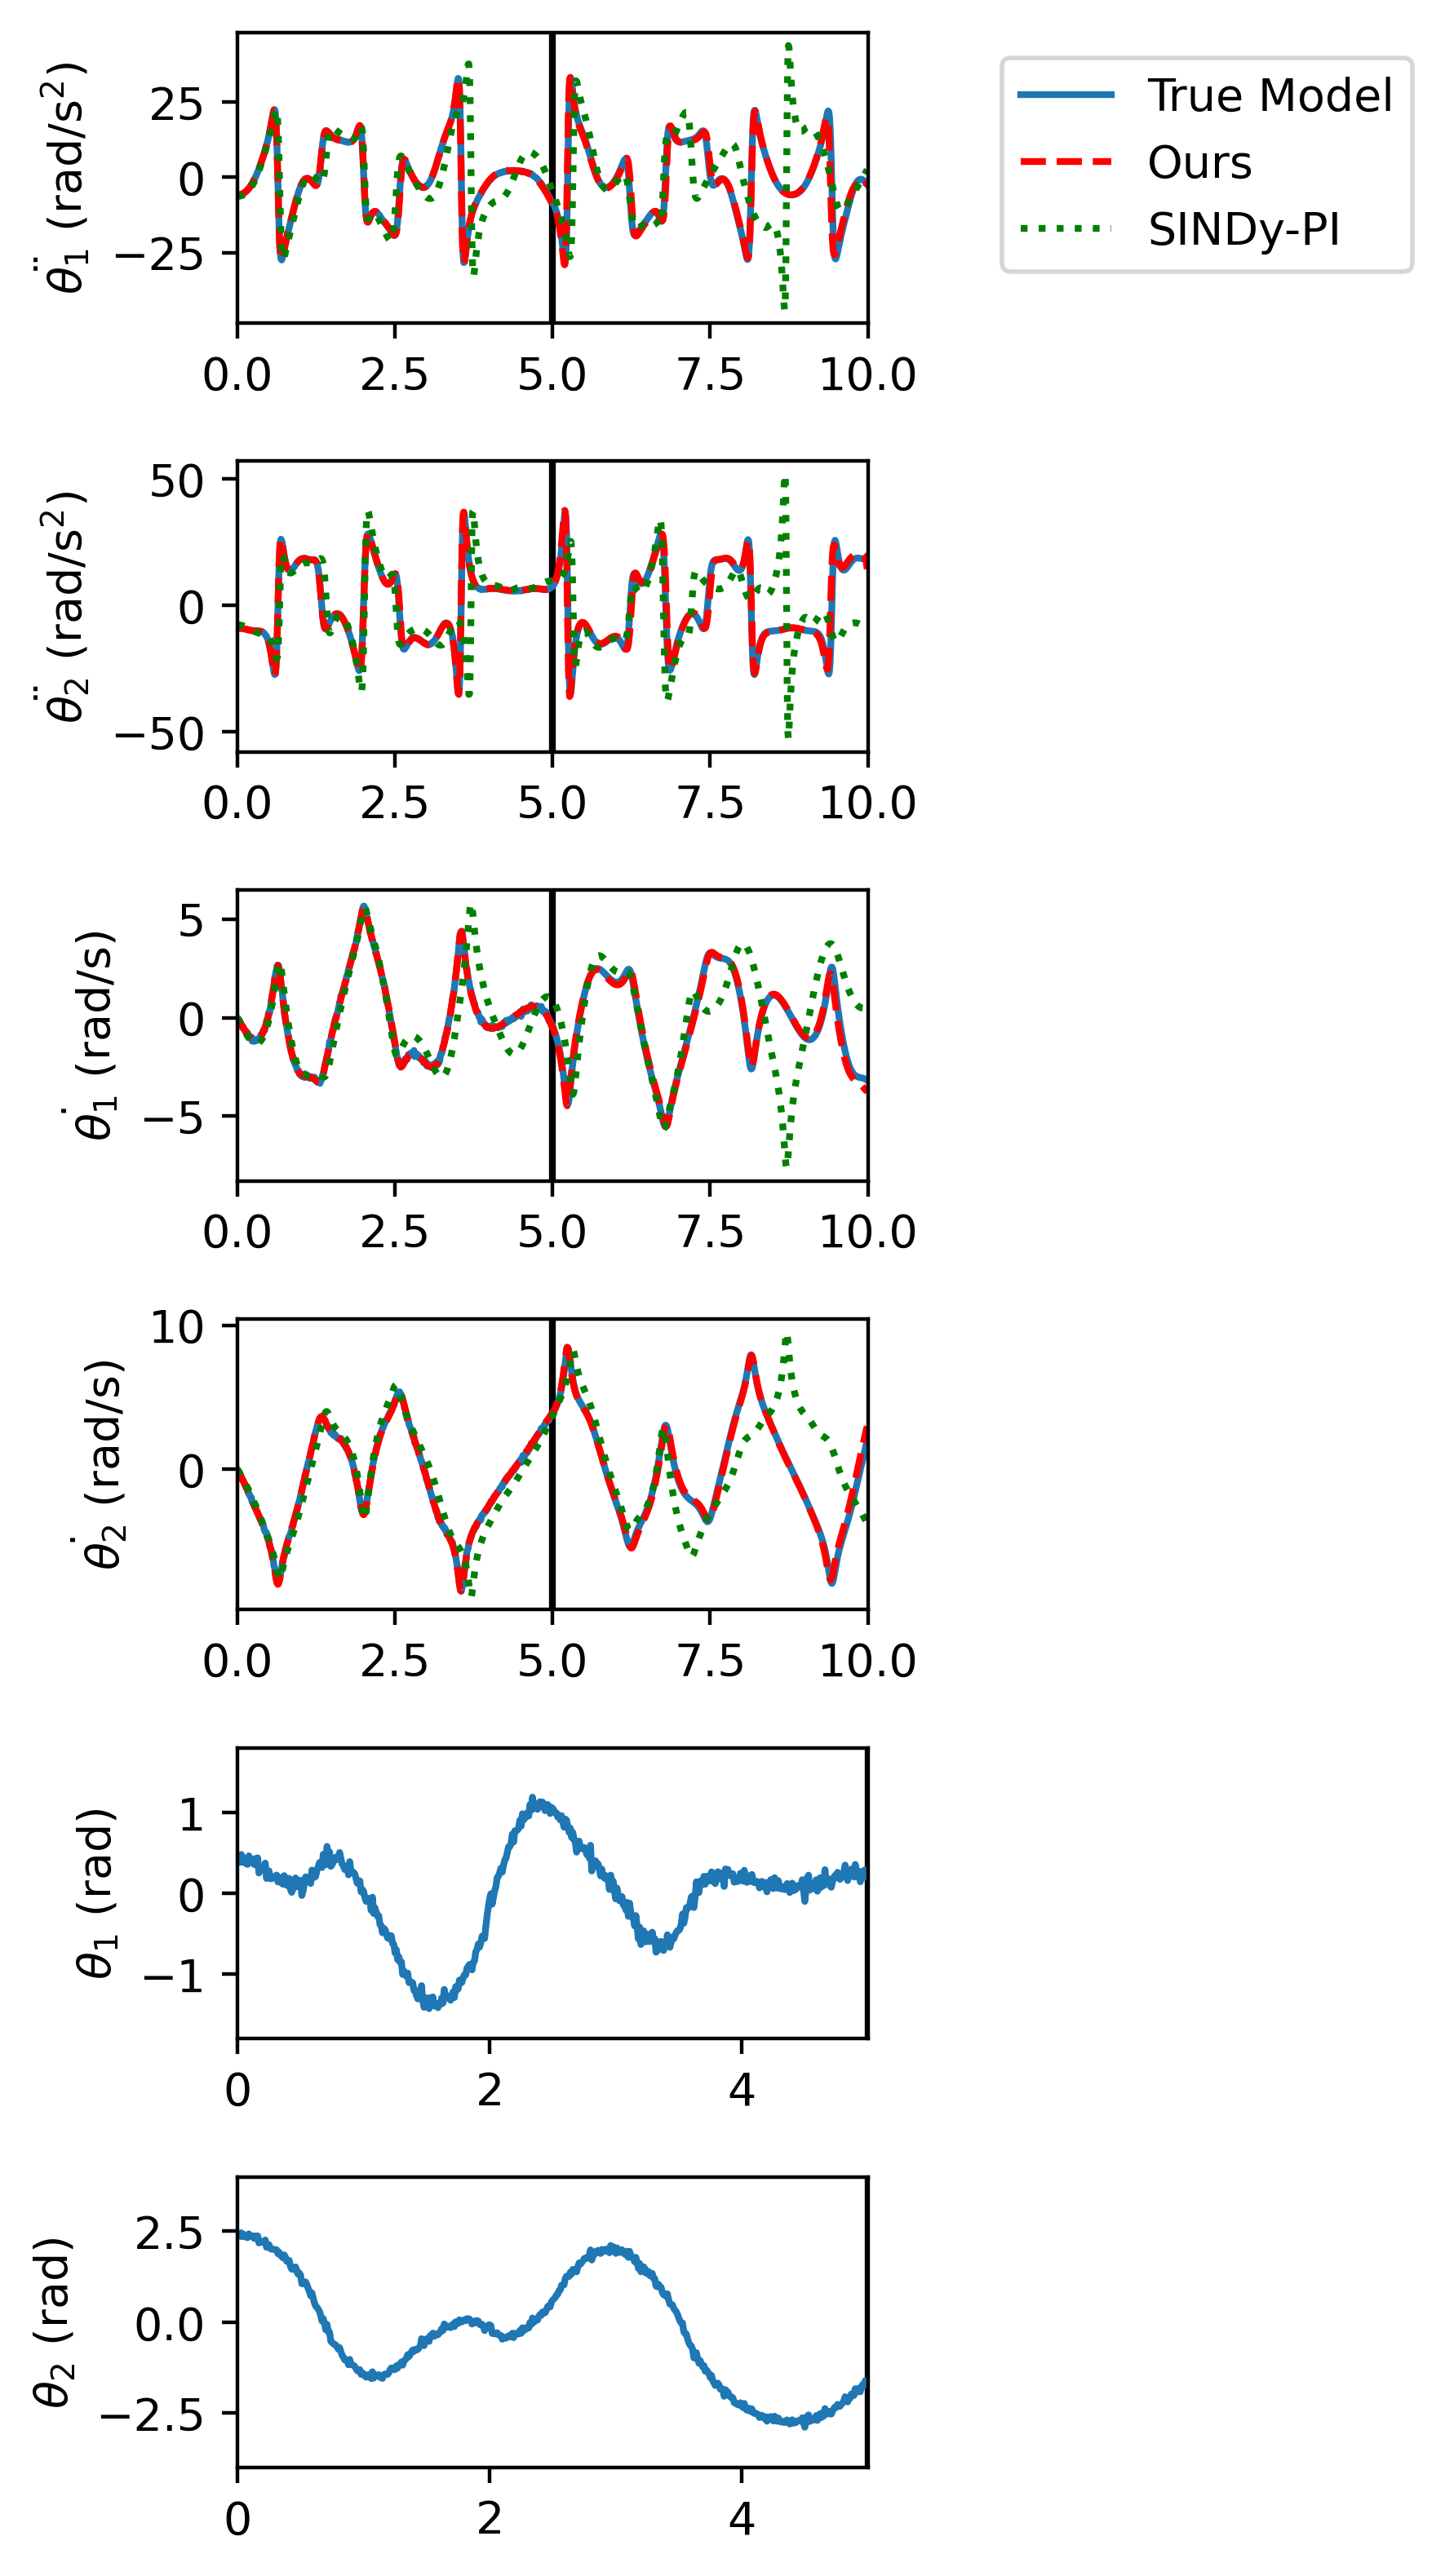 25
0
−25
θ̈₁ (rad/s²)
0.0 2.5 5.0 7.5 10.0
True Model
Ours
SINDy-PI
50
0
−50
θ̈₂ (rad/s²)
0.0 2.5 5.0 7.5 10.0
5
0
−5
θ̇₁ (rad/s)
0.0 2.5 5.0 7.5 10.0
10
0
θ̇₂ (rad/s)
0.0 2.5 5.0 7.5 10.0
1
0
−1
θ₁ (rad)
0 2 4
2.5
0.0
−2.5
θ₂ (rad)
0 2 4